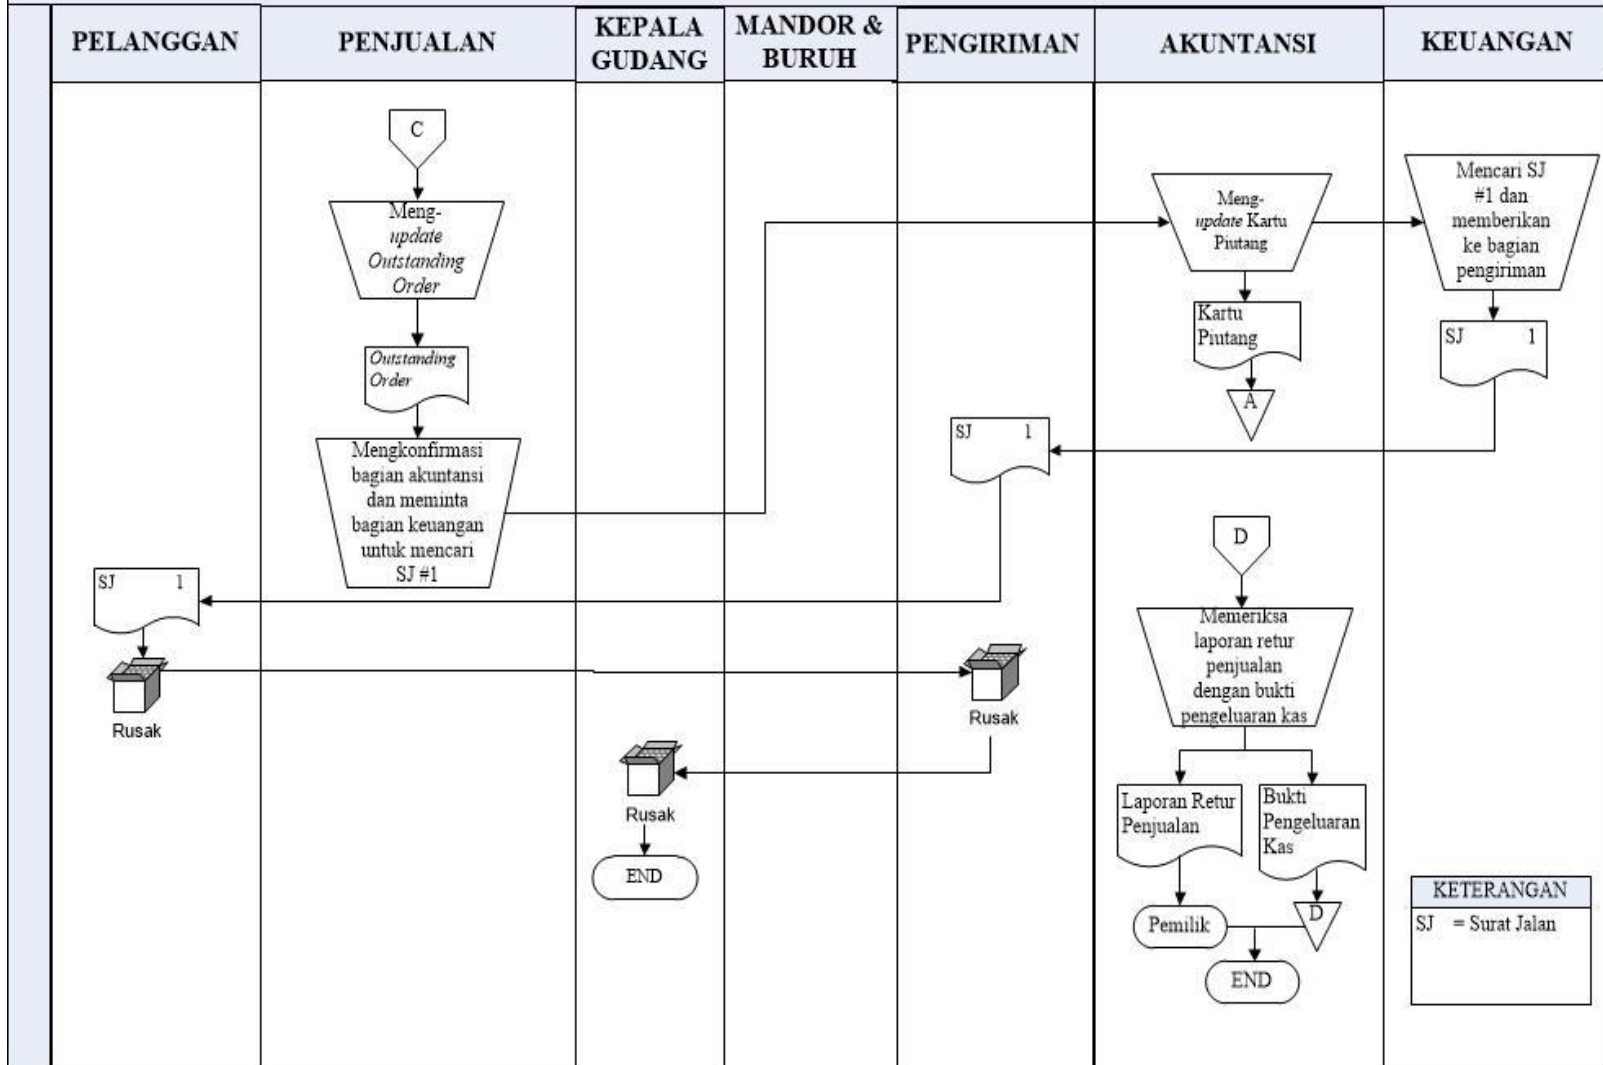 PELANGGAN
PENJUALAN
KEPALA
GUDANG
MANDOR &
BURUH
PENGIRIMAN
AKUNTANSI
KEUANGAN
C
Meng-
update
Outstanding
Order
Outstanding
Order
Mengkonfirmasi
bagian akuntansi
dan meminta
bagian keuangan
untuk mencari
SJ #1
Meng-
update Kartu
Piutang
Kartu
Piutang
A
Mencari SJ
#1 dan
memberikan
ke bagian
pengiriman
SJ 1
SJ 1
SJ 1
Rusak
Rusak
Rusak
END
D
Memeriksa
laporan retur
penjualan
dengan bukti
pengeluaran kas
Laporan Retur
Penjualan
Bukti
Pengeluaran
Kas
Pemilik
D
END
KETERANGAN
SJ = Surat Jalan